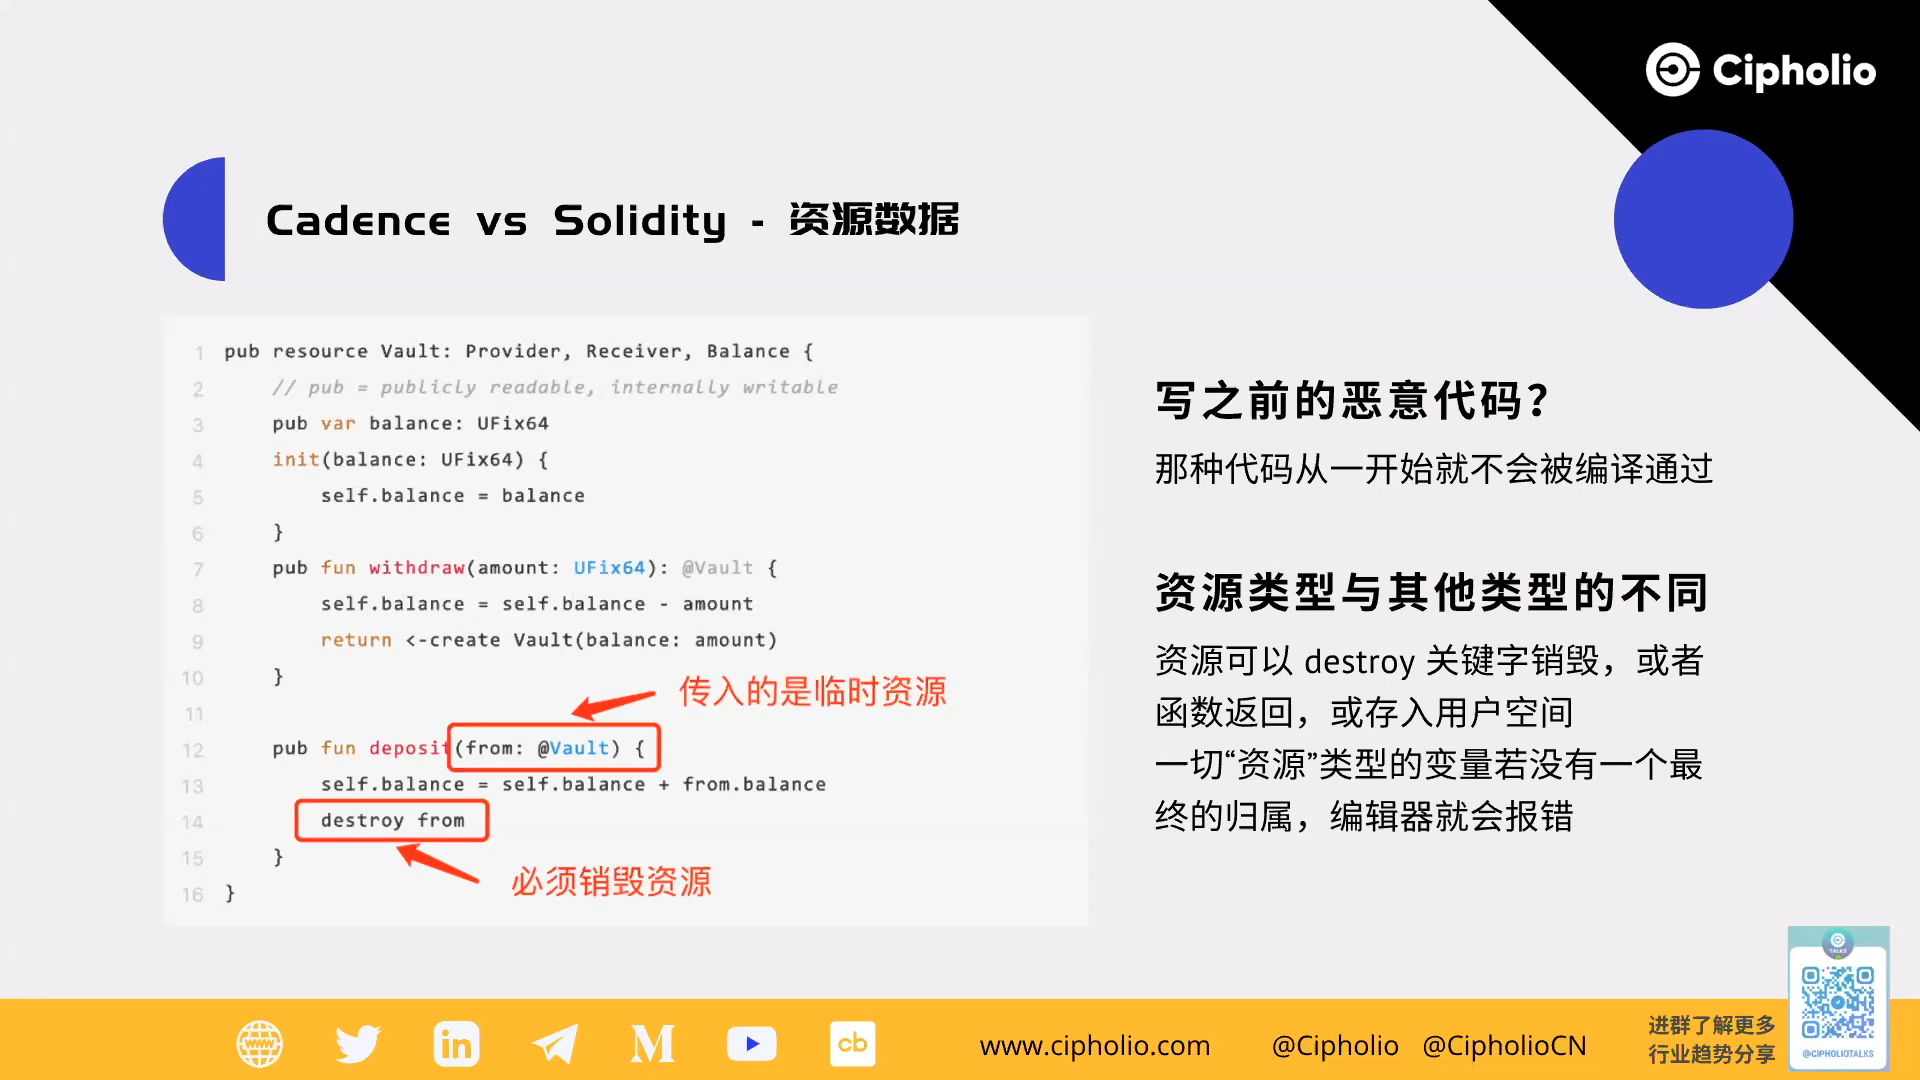 Cipholio
Cadence vs Solidity - 资源数据
1 pub resource Vault: Provider, Receiver, Balance {
2 // pub = publicly readable, internally writable
3 pub var balance: UFix64
4 init(balance: UFix64) {
5 self.balance = balance
6 }
7 pub fun withdraw(amount: UFix64): @Vault {
8 self.balance = self.balance - amount
9 return <-create Vault(balance: amount)
10 }
传入的是临时资源
11
12 pub fun deposit(from: @Vault) {
13 self.balance = self.balance + from.balance
14 destroy from
15 }
必须销毁资源
16 }
写之前的恶意代码？
那种代码从一开始就不会被编译通过
资源类型与其他类型的不同
资源可以 destroy 关键字销毁，或者
函数返回，或存入用户空间
一切“资源”类型的变量若没有一个最
终的归属，编辑器就会报错
www
in
M
cb
www.cipholio.com
@Cipholio
@CipholioCN
进群了解更多
行业趋势分享
TALKS
@CIPHOLIOTALKS